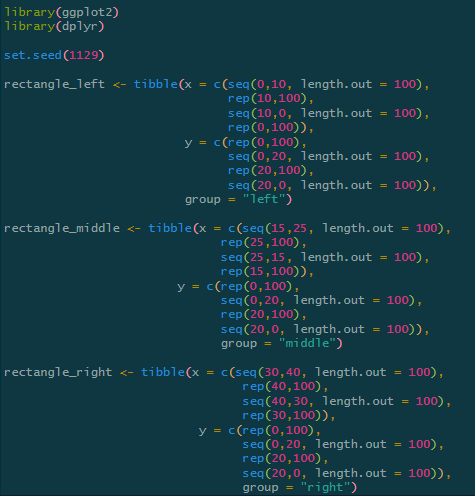 library(ggplot2)
library(dplyr)

set.seed(1129)

rectangle_left <- tibble(x = c(seq(0,10, length.out = 100),
                               rep(10,100),
                               seq(10,0, length.out = 100),
                               rep(0,100)),
                         y = c(rep(0,100),
                               seq(0,20, length.out = 100),
                               rep(20,100),
                               seq(20,0, length.out = 100)),
                         group = "left")

rectangle_middle <- tibble(x = c(seq(15,25, length.out = 100),
                              rep(25,100),
                              seq(25,15, length.out = 100),
                              rep(15,100)),
                        y = c(rep(0,100),
                              seq(0,20, length.out = 100),
                              rep(20,100),
                              seq(20,0, length.out = 100)),
                              group = "middle")

rectangle_right <- tibble(x = c(seq(30,40, length.out = 100),
                                 rep(40,100),
                                 seq(40,30, length.out = 100),
                                 rep(30,100)),
                           y = c(rep(0,100),
                                 seq(0,20, length.out = 100),
                                 rep(20,100),
                                 seq(20,0, length.out = 100)),
                                 group = "right")